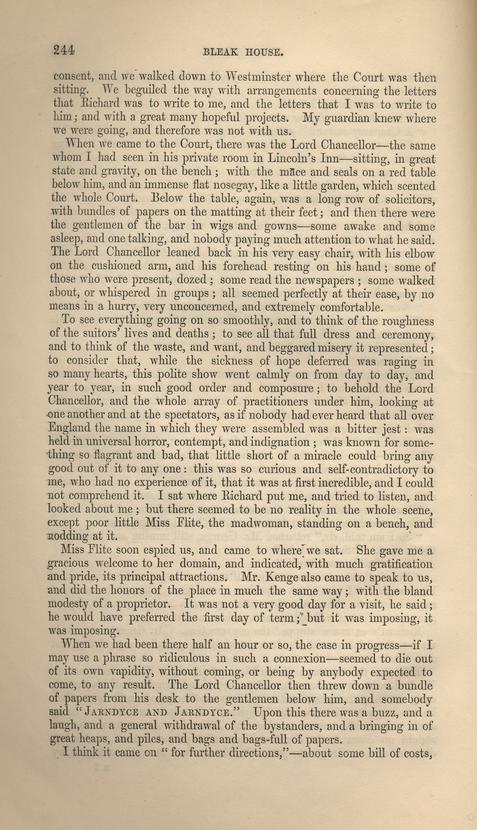 244 BLEAK HOUSE.
consent, and we walked down to Westminster where the Court was then
sitting. We beguiled the way with arrangements concerning the letters
that Richard was to write to me, and the letters that I was to write to
him; and with a great many hopeful projects. My guardian knew where
we were going, and therefore was not with us.
When we came to the Court, there was the Lord Chancellor—the same
whom I had seen in his private room in Lincoln's Inn—sitting, in great
state and gravity, on the bench; with the mace and seals on a red table
below him, and an immense flat nosegay, like a little garden, which scented
the whole Court. Below the table, again, was a long row of solicitors,
with bundles of papers on the matting at their feet; and then there were
the gentlemen of the bar in wigs and gowns—some awake and some
asleep, and one talking, and nobody paying much attention to what he said.
The Lord Chancellor leaned back in his very easy chair, with his elbow
on the cushioned arm, and his forehead resting on his hand; some of
those who were present, dozed; some read the newspapers; some walked
about, or whispered in groups; all seemed perfectly at their ease, by no
means in a hurry, very unconcerned, and extremely comfortable.
To see everything going on so smoothly, and to think of the roughness
of the suitors' lives and deaths; to see all that full dress and ceremony,
and to think of the waste, and want, and beggared misery it represented;
to consider that, while the sickness of hope deferred was raging in
so many hearts, this polite show went calmly on from day to day, and
year to year, in such good order and composure; to behold the Lord
Chancellor, and the whole array of practitioners under him, looking at
one another and at the spectators, as if nobody had ever heard that all over
England the name in which they were assembled was a bitter jest: was
held in universal horror, contempt, and indignation; was known for some-
thing so flagrant and bad, that little short of a miracle could bring any
good out of it to any one: this was so curious and self-contradictory to
me, who had no experience of it, that it was at first incredible, and I could
not comprehend it. I sat where Richard put me, and tried to listen, and
looked about me; but there seemed to be no reality in the whole scene,
except poor little Miss Flite, the madwoman, standing on a bench, and
nodding at it.
Miss Flite soon espied us, and came to where we sat. She gave me a
gracious welcome to her domain, and indicated, with much gratification
and pride, its principal attractions. Mr. Kenge also came to speak to us,
and did the honors of the place in much the same way; with the bland
modesty of a proprietor. It was not a very good day for a visit, he said;
he would have preferred the first day of term; but it was imposing, it
was imposing.
When we had been there half an hour or so, the case in progress—if I
may use a phrase so ridiculous in such a connexion—seemed to die out
of its own vapidity, without coming, or being by anybody expected to
come, to any result. The Lord Chancellor then threw down a bundle
of papers from his desk to the gentlemen below him, and somebody
said "JARNDYCE AND JARNDYCE." Upon this there was a buzz, and a
laugh, and a general withdrawal of the bystanders, and a bringing in of
great heaps, and piles, and bags and bags-full of papers.
I think it came on "for further directions,"—about some bill of costs,